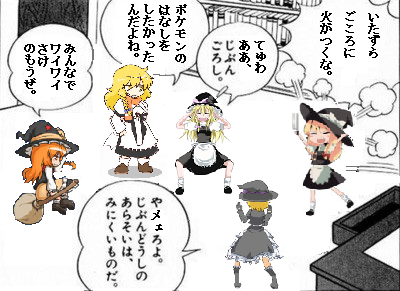 いたずら
ごころに
火がつくな。
てゅわ
ああ、
じぶん
ごろし。
ポケモンの
はなしを
したかった
んだよね。
みんなで
ワイワイ
さけ
のもうぜ。
やメェろよ。
じぶんどうしの
あらそいは、
みにくいものだ。